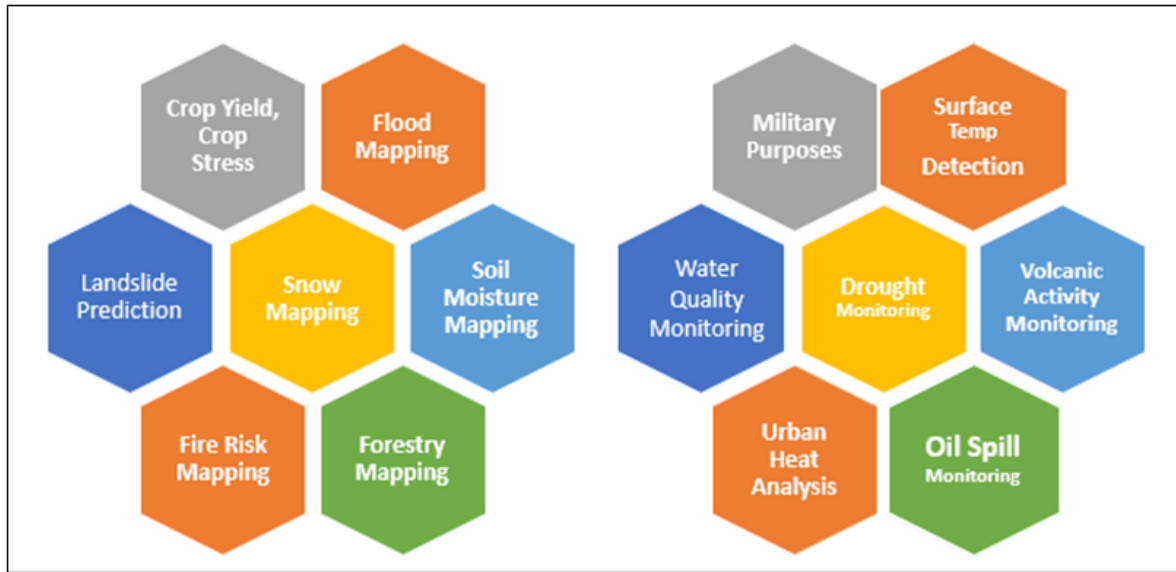 Crop Yield,
Crop
Stress
Flood
Mapping
Landslide
Prediction
Snow
Mapping
Soil
Moisture
Mapping
Fire Risk
Mapping
Forestry
Mapping
Military
Purposes
Surface
Temp
Detection
Water
Quality
Monitoring
Drought
Monitoring
Volcanic
Activity
Monitoring
Urban
Heat
Analysis
Oil Spill
Monitoring